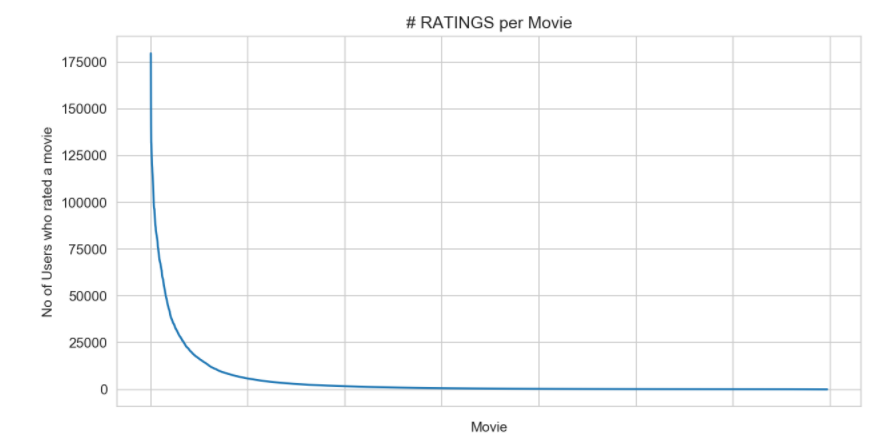 # RATINGS per Movie
175000
150000
125000
100000
75000
50000
25000
0
No of Users who rated a movie
Movie